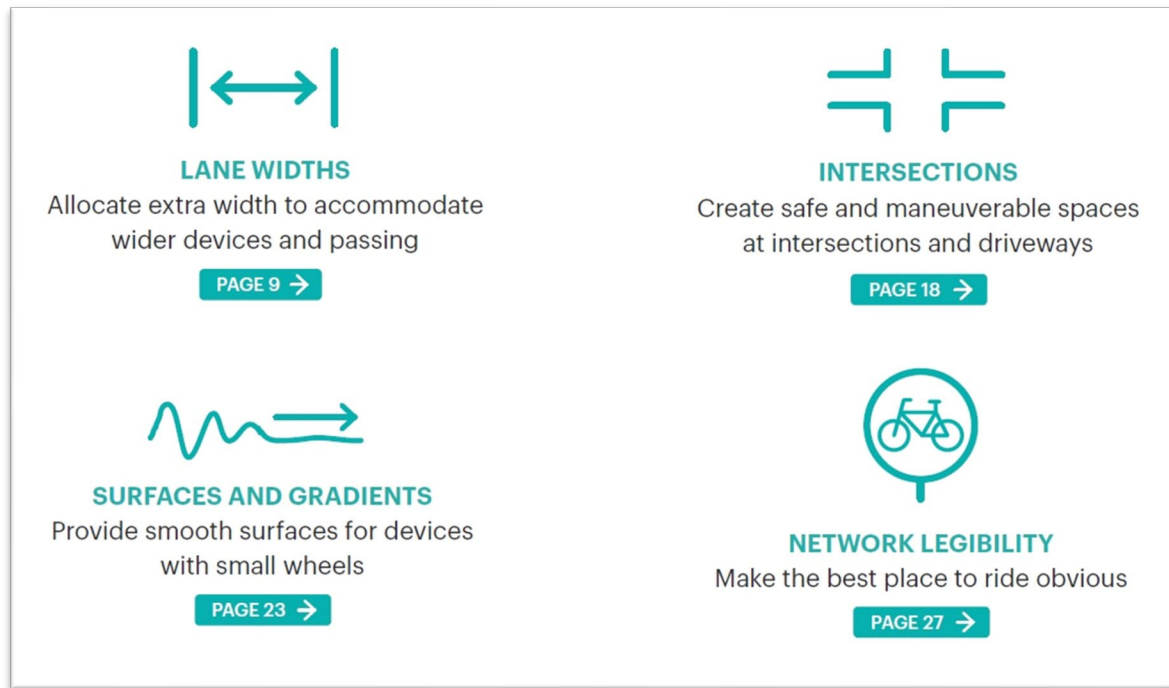 LANE WIDTHS
Allocate extra width to accommodate
wider devices and passing
PAGE 9 →
INTERSECTIONS
Create safe and maneuverable spaces
at intersections and driveways
PAGE 18 →
SURFACES AND GRADIENTS
Provide smooth surfaces for devices
with small wheels
PAGE 23 →
NETWORK LEGIBILITY
Make the best place to ride obvious
PAGE 27 →